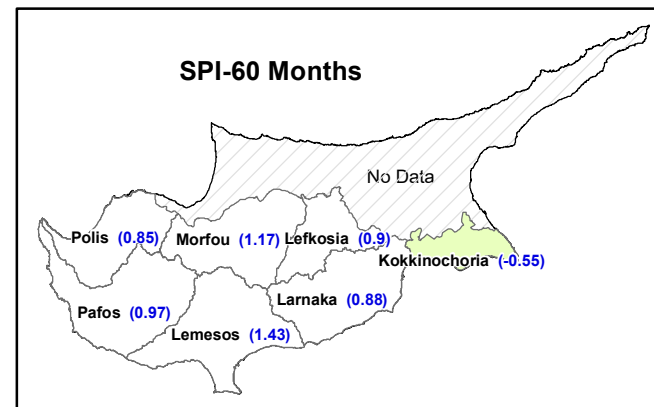 SPI-60 Months
No Data
Polis (0.85)
Morfou (1.17)
Lefkosia (0.9)
Kokkinochoria (-0.55)
Pafos (0.97)
Larnaka (0.88)
Lemesos (1.43)